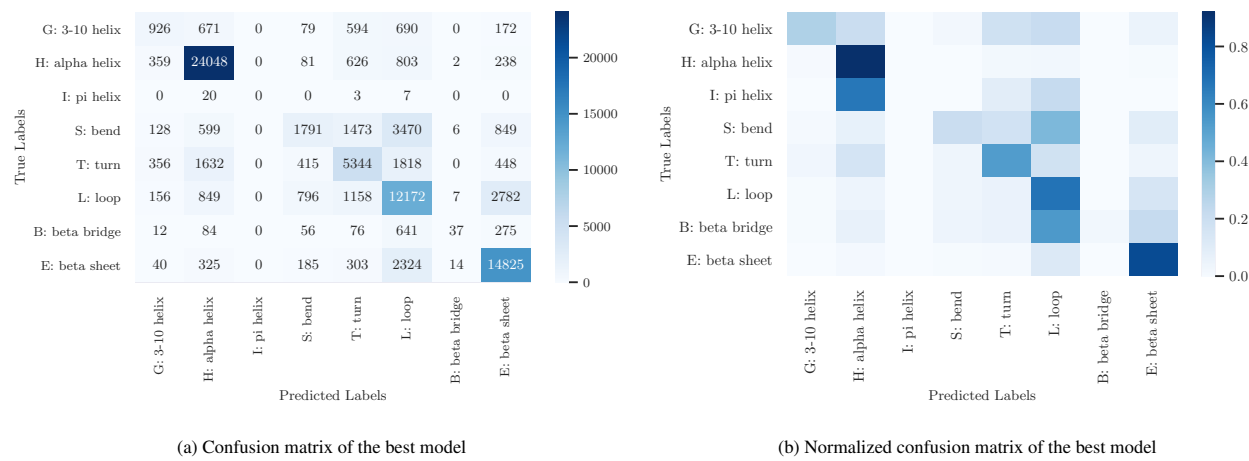 G: 3-10 helix 926 671 0 79 594 690 0 172
H: alpha helix 359 24048 0 81 626 803 2 238
I: pi helix 0 20 0 0 3 7 0 0
S: bend 128 599 0 1791 1473 3470 6 849
T: turn 356 1632 0 415 5344 1818 0 448
L: loop 156 849 0 796 1158 12172 7 2782
B: beta bridge 12 84 0 56 76 641 37 275
E: beta sheet 40 325 0 185 303 2324 14 14825
True Labels
G: 3-10 helix
H: alpha helix
I: pi helix
S: bend
T: turn
L: loop
B: beta bridge
E: beta sheet
Predicted Labels
20000
15000
10000
5000
0
(a) Confusion matrix of the best model
G: 3-10 helix
H: alpha helix
I: pi helix
S: bend
T: turn
L: loop
B: beta bridge
E: beta sheet
True Labels
G: 3-10 helix
H: alpha helix
I: pi helix
S: bend
T: turn
L: loop
B: beta bridge
E: beta sheet
Predicted Labels
0.8
0.6
0.4
0.2
0.0
(b) Normalized confusion matrix of the best model